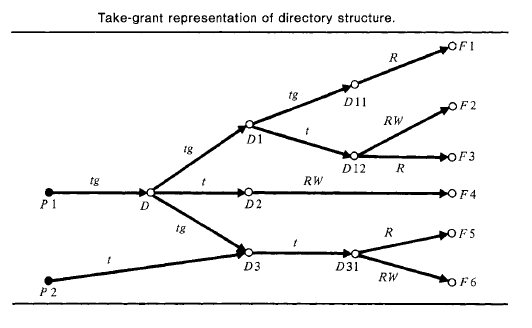 Take-grant representation of directory structure.
F1
R
tg
D11
F2
RW
tg
D1
t
D12
R
F3
tg
P1
D
t
D2
RW
F4
tg
R
F5
t
D3
t
D31
RW
F6
P2